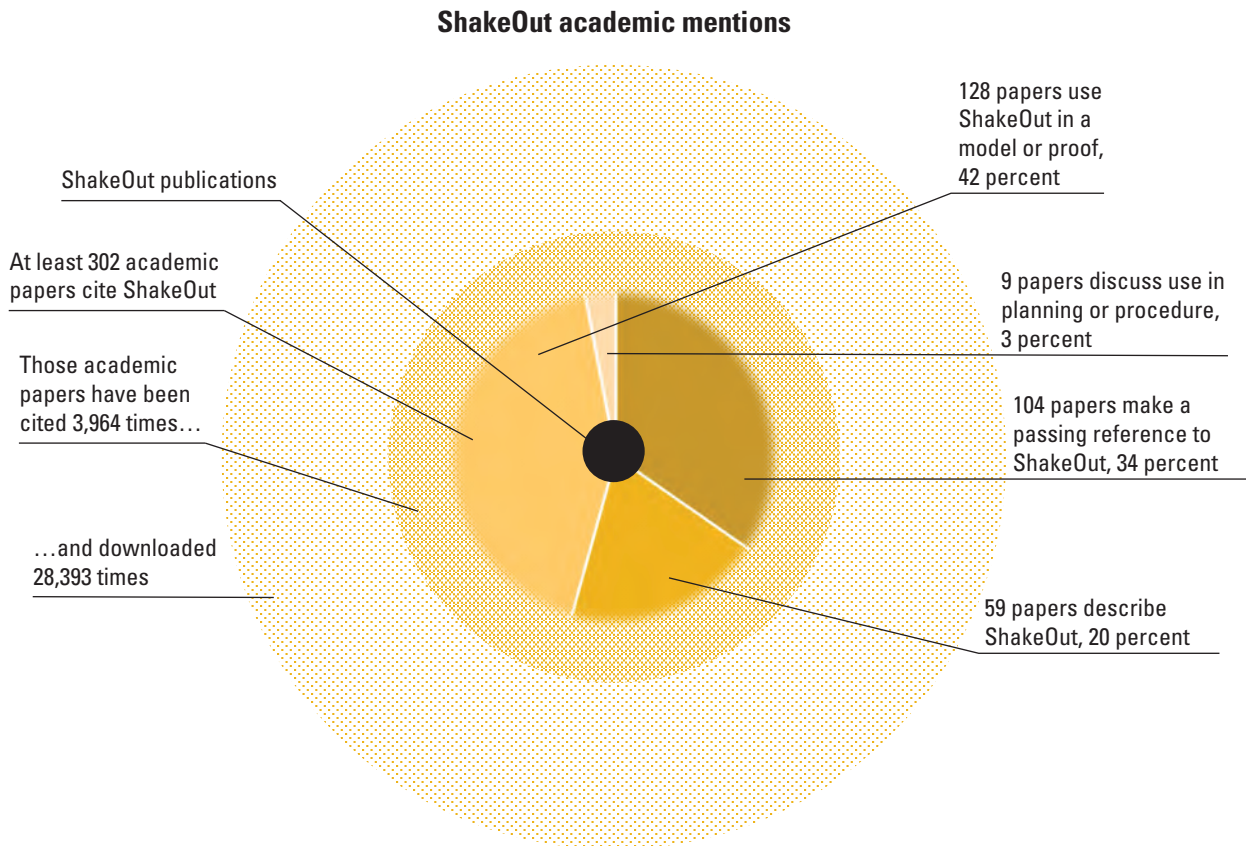 ShakeOut academic mentions
ShakeOut publications
At least 302 academic
papers cite ShakeOut
Those academic
papers have been
cited 3,964 times…
…and downloaded
28,393 times
128 papers use
ShakeOut in a
model or proof,
42 percent
9 papers discuss use in
planning or procedure,
3 percent
104 papers make a
passing reference to
ShakeOut, 34 percent
59 papers describe
ShakeOut, 20 percent